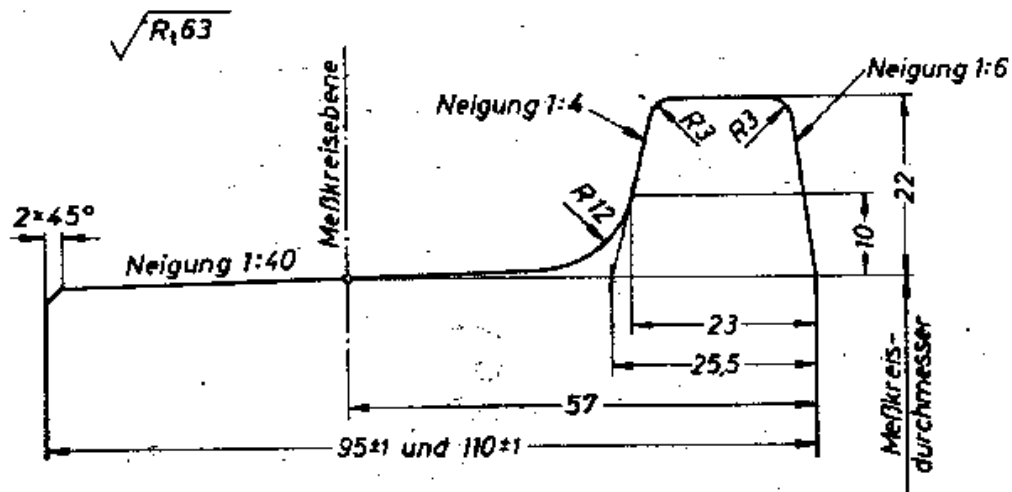 Rt63
Meßkreisebene
Neigung 1:4
Neigung 1:6
R3
R3
22
2×45°
R12
10
Neigung 1:40
23
25,5
57
95±1 und 110±1
Meßkreis-
durchmesser